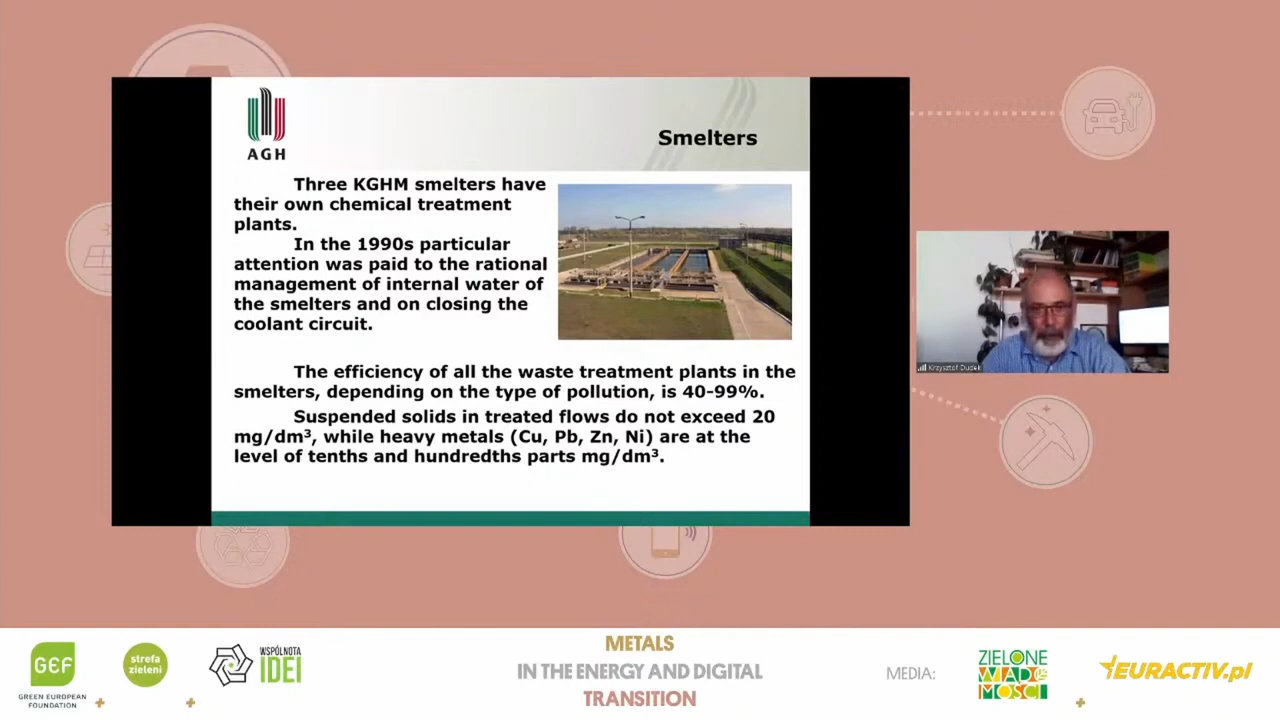 AGH
Smelters
Three KGHM smelters have
their own chemical treatment
plants.
In the 1990s particular
attention was paid to the rational
management of internal water of
the smelters and on closing the
coolant circuit.
The efficiency of all the waste treatment plants in the
smelters, depending on the type of pollution, is 40-99%.
Suspended solids in treated flows do not exceed 20
mg/dm³, while heavy metals (Cu, Pb, Zn, Ni) are at the
level of tenths and hundredths parts mg/dm³.
Krzysztof Dudek
GEF
GREEN EUROPEAN
FOUNDATION
strefa
zieleni
WSPÓLNOTA
IDEI
METALS
IN THE ENERGY AND DIGITAL
TRANSITION
MEDIA:
ZIELONE
WIADO
MOŚCI
EURACTIV.pl